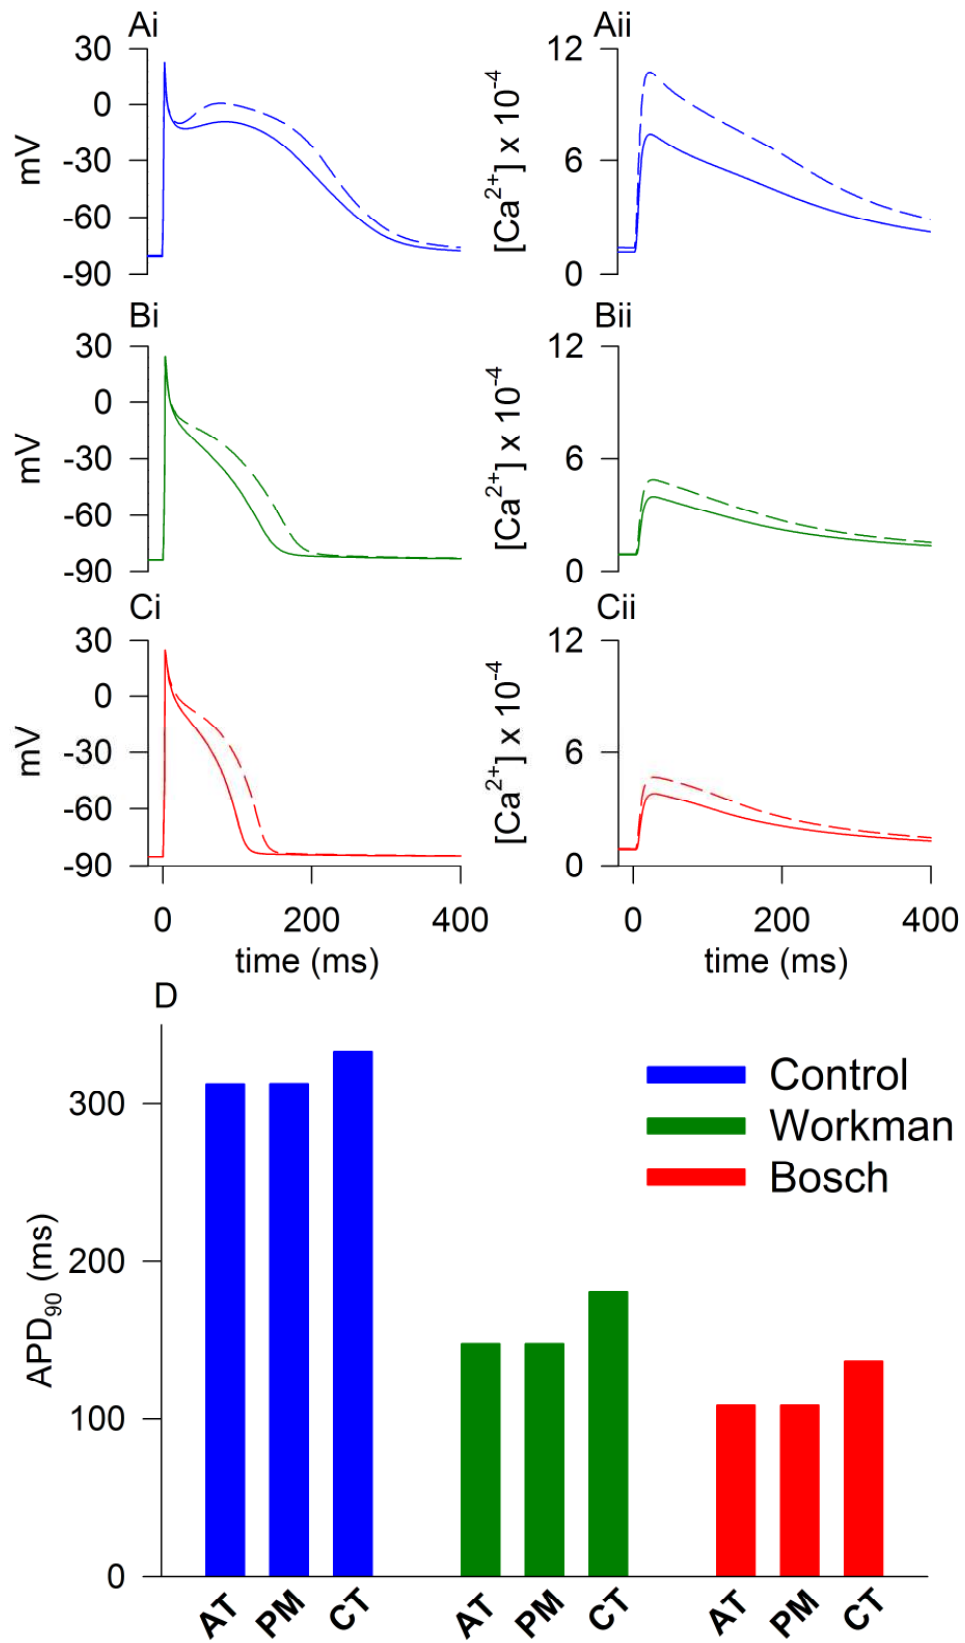 Ai
30
0
-30
-60
-90
mV
Aii
12
6
0
[Ca2+] x 10-4
Bi
30
0
-30
-60
-90
mV
Bii
12
6
0
[Ca2+] x 10-4
Ci
30
0
-30
-60
-90
mV
0 200 400
time (ms)
Cii
12
6
0
[Ca2+] x 10-4
0 200 400
time (ms)
D
300
200
100
0
APD90 (ms)
Control
Workman
Bosch
AT PM CT AT PM CT AT PM CT